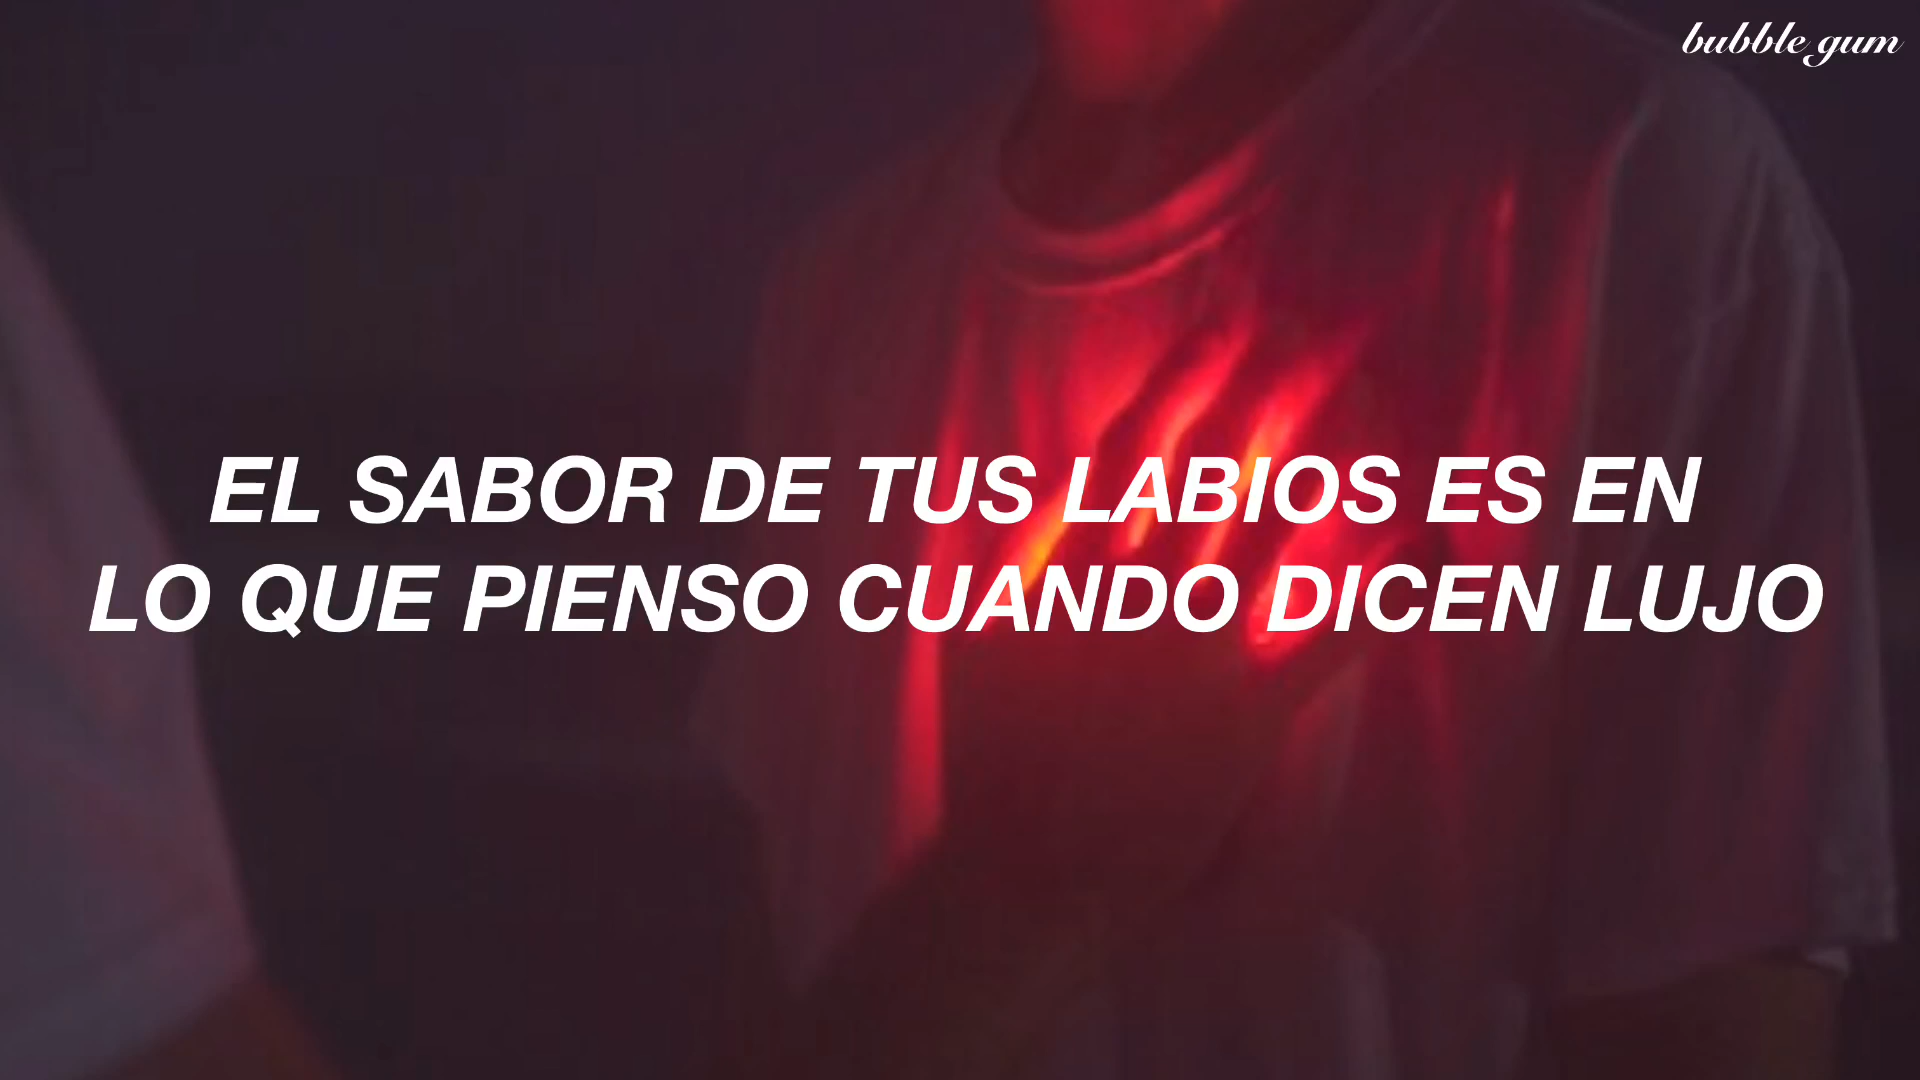 bubble gum
EL SABOR DE TUS LABIOS ES EN
LO QUE PIENSO CUANDO DICEN LUJO